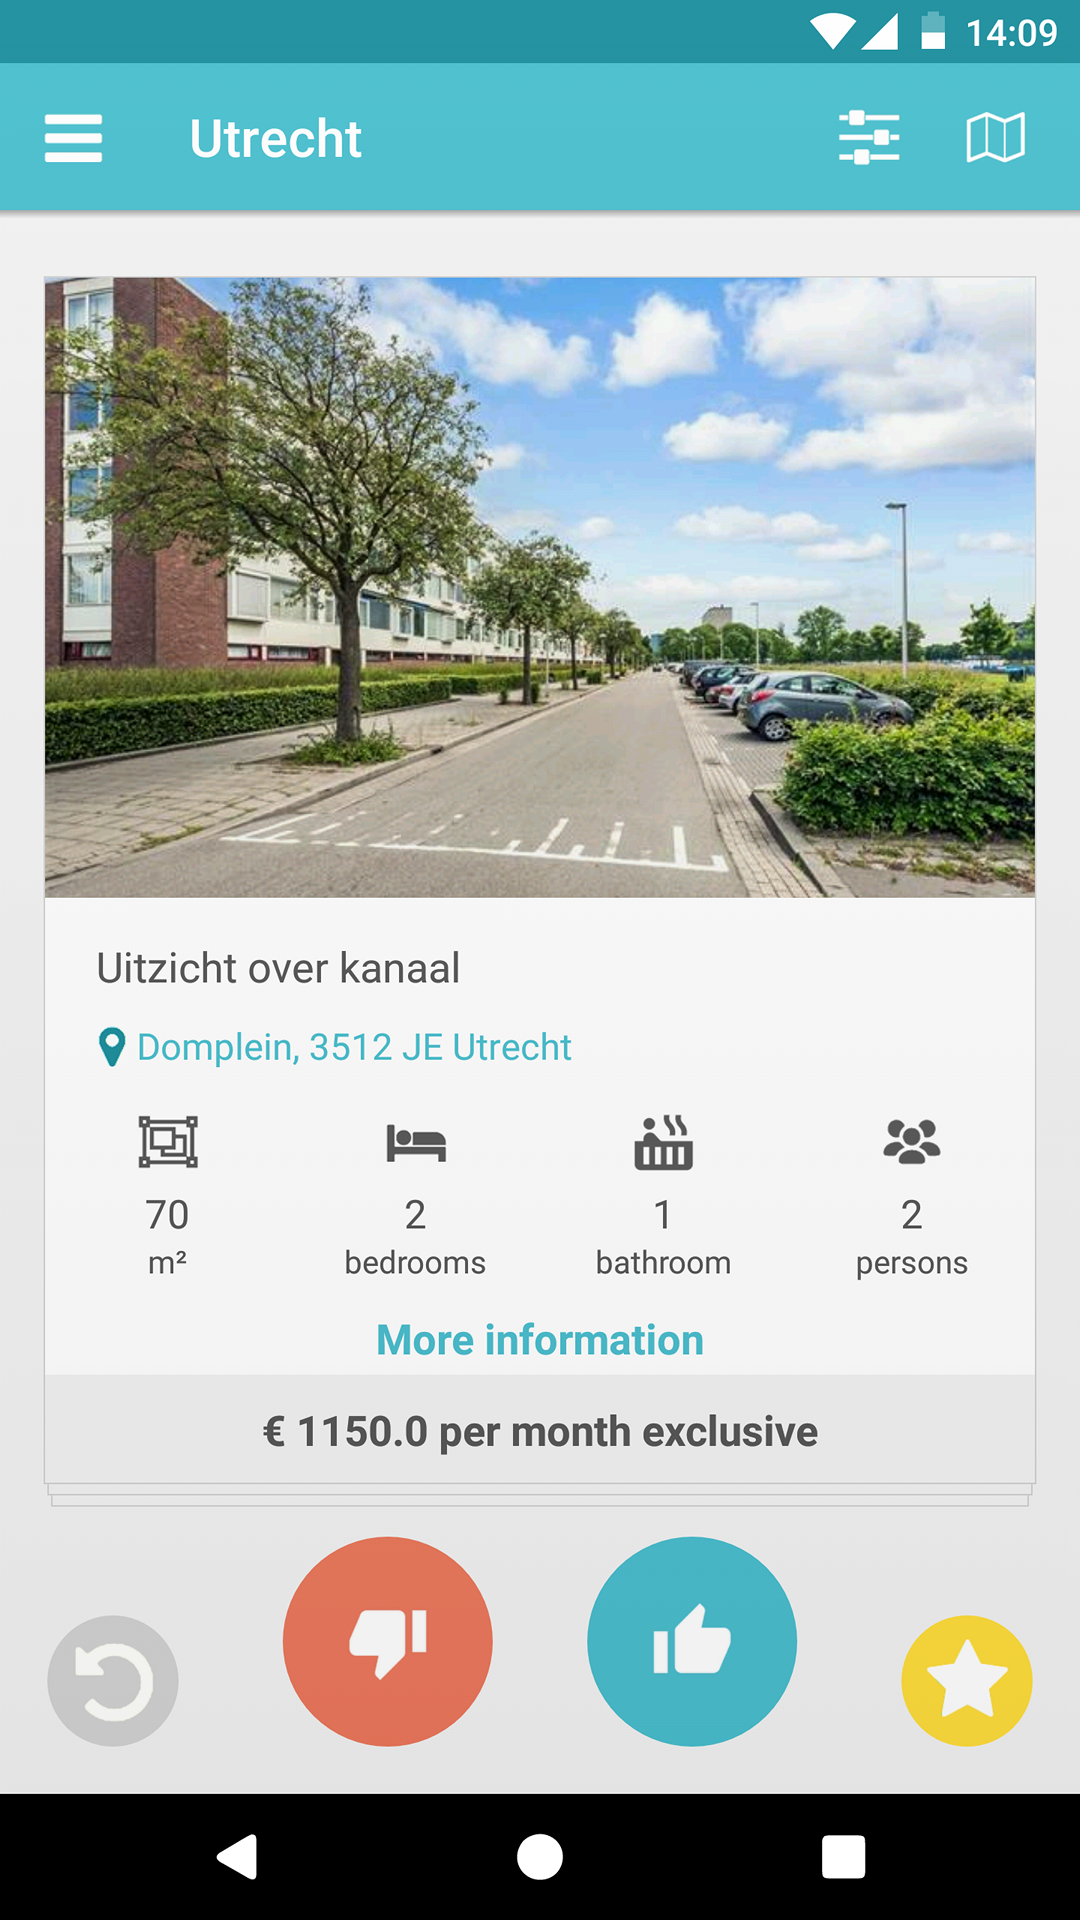 14:09
Utrecht
Uitzicht over kanaal
Domplein, 3512 JE Utrecht
70 2 1 2
m² bedrooms bathroom persons
More information
€ 1150.0 per month exclusive